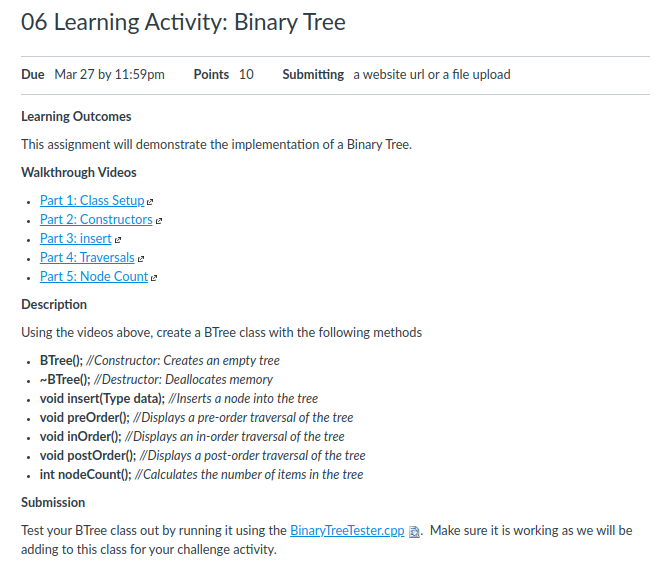 06 Learning Activity: Binary Tree
Due Mar 27 by 11:59pm Points 10 Submitting a website url or a file upload
Learning Outcomes
This assignment will demonstrate the implementation of a Binary Tree.
Walkthrough Videos
• Part 1: Class Setup
• Part 2: Constructors
• Part 3: insert
• Part 4: Traversals
• Part 5: Node Count
Description
Using the videos above, create a BTree class with the following methods
• BTree(); //Constructor: Creates an empty tree
• ~BTree(); //Destructor: Deallocates memory
• void insert(Type data); //Inserts a node into the tree
• void preOrder(); //Displays a pre-order traversal of the tree
• void inOrder(); //Displays an in-order traversal of the tree
• void postOrder(); //Displays a post-order traversal of the tree
• int nodeCount(); //Calculates the number of items in the tree
Submission
Test your BTree class out by running it using the BinaryTreeTester.cpp. Make sure it is working as we will be
adding to this class for your challenge activity.